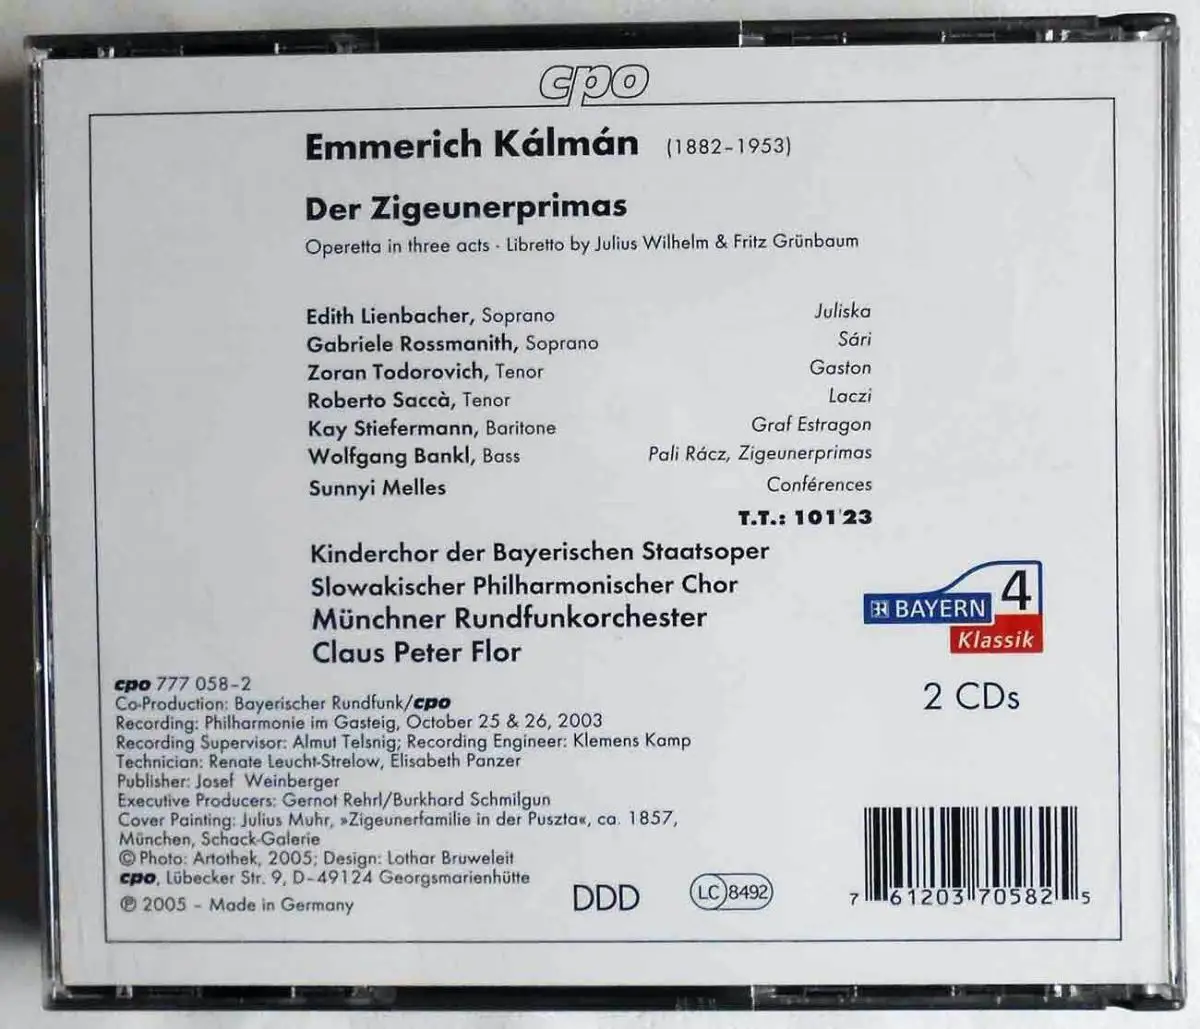 cpo
Emmerich Kálmán (1882-1953)
Der Zigeunerprimas
Operetta in three acts · Libretto by Julius Wilhelm & Fritz Grünbaum
Edith Lienbacher, Soprano Juliska
Gabriele Rossmanith, Soprano Sári
Zoran Todorovich, Tenor Gaston
Roberto Saccà, Tenor Laczi
Kay Stiefermann, Baritone Graf Estragon
Wolfgang Bankl, Bass Pali Rácz, Zigeunerprimas
Sunnyi Melles Conférences
T.T.: 101'23
Kinderchor der Bayerischen Staatsoper
Slowakischer Philharmonischer Chor
Münchner Rundfunkorchester
Claus Peter Flor
BR BAYERN 4
Klassik
2 CDs
cpo 777 058-2
Co-Production: Bayerischer Rundfunk/cpo
Recording: Philharmonie im Gasteig, October 25 & 26, 2003
Recording Supervisor: Almut Telsnig; Recording Engineer: Klemens Kamp
Technician: Renate Leucht-Strelow, Elisabeth Panzer
Publisher: Josef Weinberger
Executive Producers: Gernot Rehrl/Burkhard Schmilgun
Cover Painting: Julius Muhr, »Zigeunerfamilie in der Puszta«, ca. 1857,
München, Schack-Galerie
© Photo: Artothek, 2005; Design: Lothar Bruweleit
cpo, Lübecker Str. 9, D-49124 Georgsmarienhütte
℗ 2005 – Made in Germany
DDD
LC 8492
7 61203 70582 5